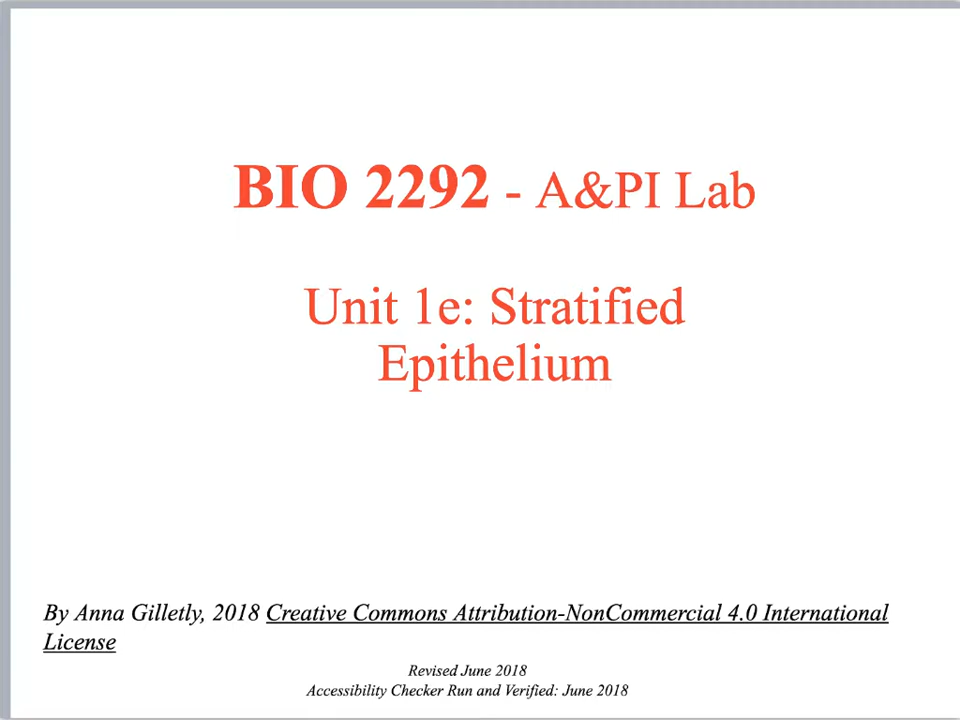 BIO 2292 - A&PI Lab
Unit 1e: Stratified
Epithelium
By Anna Gilletly, 2018 Creative Commons Attribution-NonCommercial 4.0 International
License
Revised June 2018
Accessibility Checker Run and Verified: June 2018